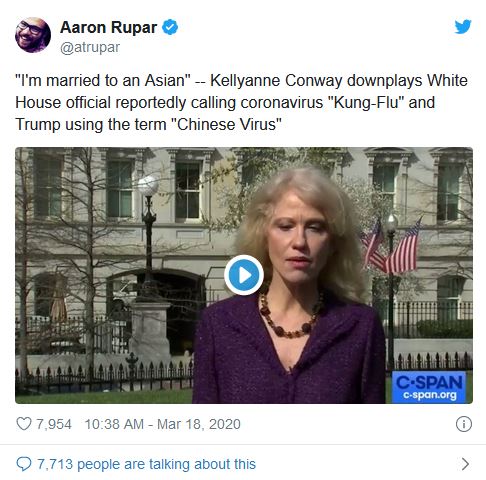 Aaron Rupar
@atrupar
"I'm married to an Asian" -- Kellyanne Conway downplays White
House official reportedly calling coronavirus "Kung-Flu" and
Trump using the term "Chinese Virus"
C-SPAN
c-span.org
7,954 10:38 AM - Mar 18, 2020
7,713 people are talking about this